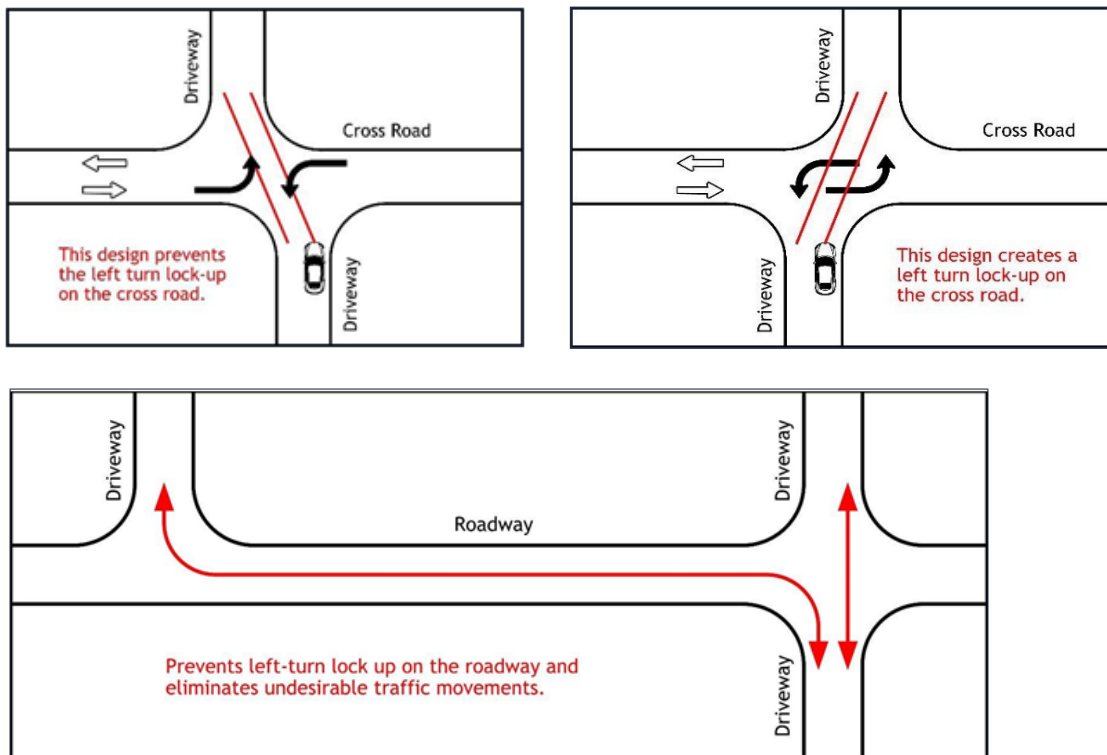 Driveway
Cross Road
This design prevents
the left turn lock-up
on the cross road.
Driveway
Driveway
Cross Road
Driveway
This design creates a
left turn lock-up on
the cross road.
Driveway
Roadway
Driveway
Prevents left-turn lock up on the roadway and
eliminates undesirable traffic movements.
Driveway